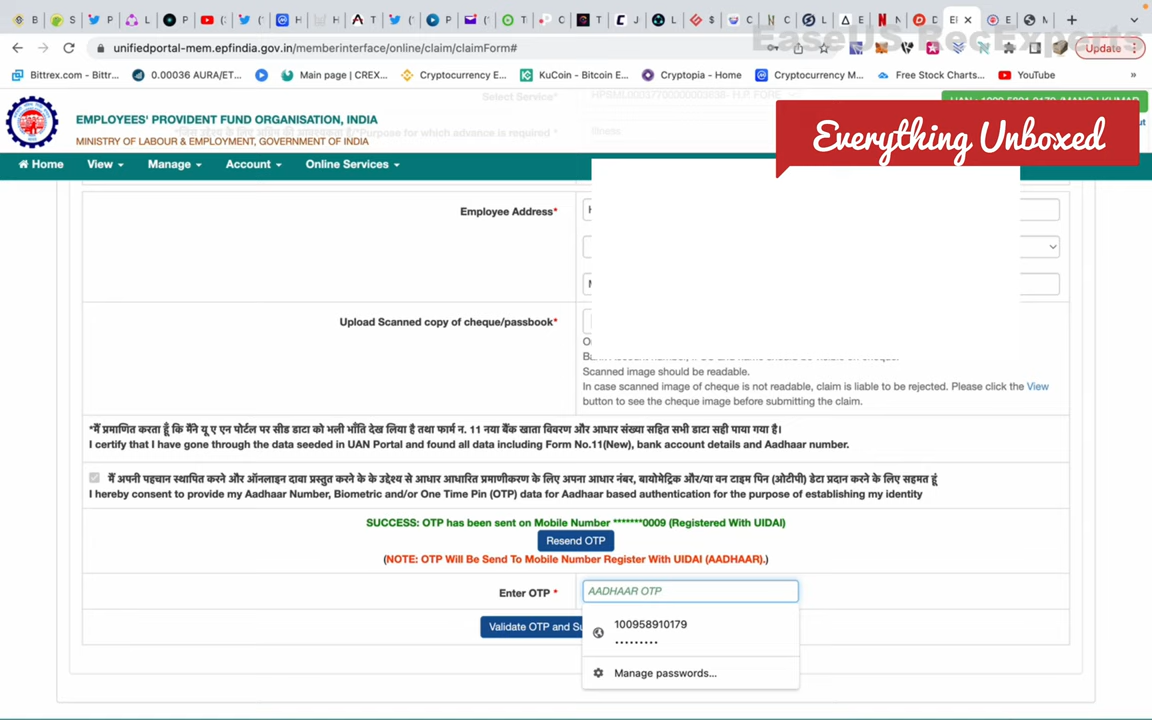 unifiedportal-mem.epfindia.gov.in/memberinterface/online/claim/claimForm#
EaseUS RecExperts
Update
Bittrex.com - Bittr...
0.00036 AURA/ET...
Main page | CREX...
Cryptocurrency E...
KuCoin - Bitcoin E...
Cryptopia - Home
Cryptocurrency M...
Free Stock Charts...
YouTube
»
Select Service*
EMPLOYEES' PROVIDENT FUND ORGANISATION, INDIA
*Purpose for which advance is required *
Illness
MINISTRY OF LABOUR & EMPLOYMENT, GOVERNMENT OF INDIA
Everything Unboxed
Home
View
Manage
Account
Online Services
Employee Address*
Upload Scanned copy of cheque/passbook*
Scanned image should be readable.
In case scanned image of cheque is not readable, claim is liable to be rejected. Please click the View
button to see the cheque image before submitting the claim.
*मैं प्रमाणित करता हूँ कि मैंने यू ए एन पोर्टल पर सीड डाटा को भली भाँति देख लिया है तथा फार्म न. 11 नया बैंक खाता विवरण और आधार संख्या सहित सभी डाटा सही पाया गया है।
I certify that I have gone through the data seeded in UAN Portal and found all data including Form No.11(New), bank account details and Aadhaar number.
मैं अपनी पहचान स्थापित करने और ऑनलाइन दावा प्रस्तुत करने के के उद्देश्य से आधार आधारित प्रमाणीकरण के लिए अपना आधार नंबर, बायोमेट्रिक और/या वन टाइम पिन (ओटीपी) डेटा प्रदान करने के लिए सहमत हूं
I hereby consent to provide my Aadhaar Number, Biometric and/or One Time Pin (OTP) data for Aadhaar based authentication for the purpose of establishing my identity
SUCCESS: OTP has been sent on Mobile Number *******0009 (Registered With UIDAI)
Resend OTP
(NOTE: OTP Will Be Send To Mobile Number Register With UIDAI (AADHAAR).)
Enter OTP *
AADHAAR OTP
100958910179
•••••••••
Validate OTP and Su
Manage passwords...